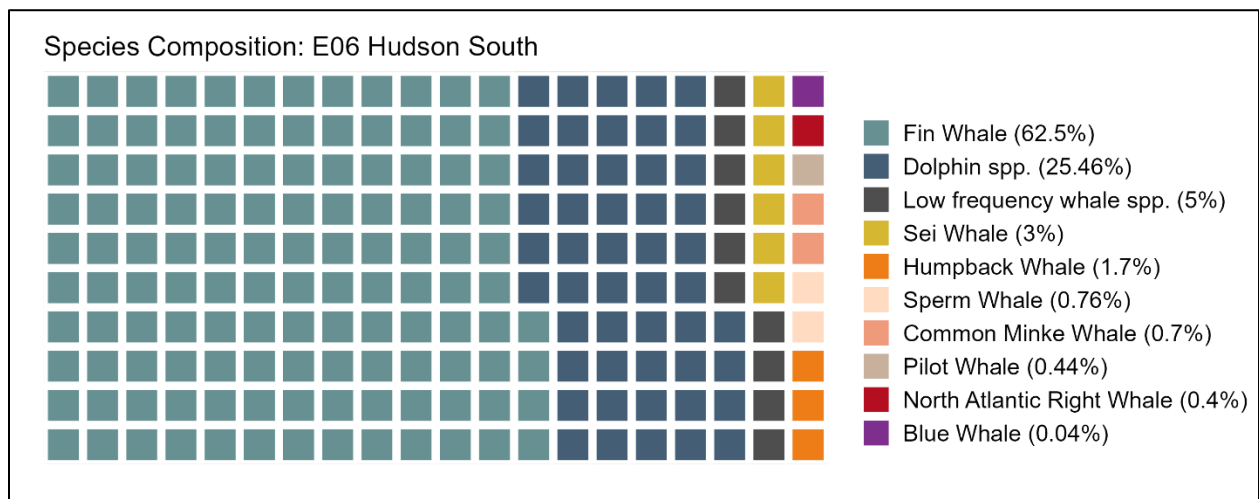 Species Composition: E06 Hudson South
Fin Whale (62.5%)
Dolphin spp. (25.46%)
Low frequency whale spp. (5%)
Sei Whale (3%)
Humpback Whale (1.7%)
Sperm Whale (0.76%)
Common Minke Whale (0.7%)
Pilot Whale (0.44%)
North Atlantic Right Whale (0.4%)
Blue Whale (0.04%)